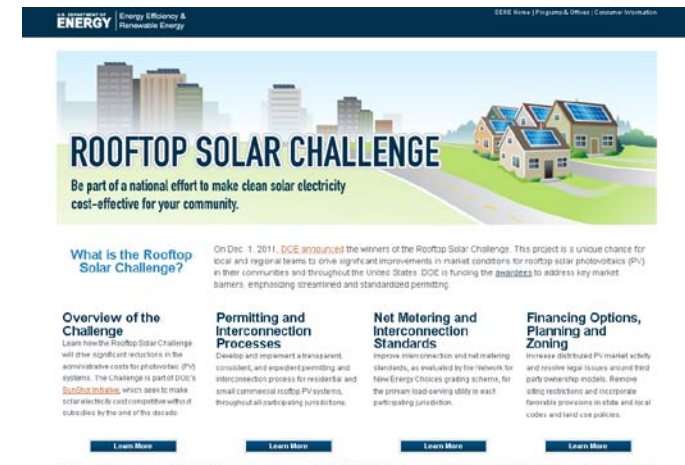 U.S. DEPARTMENT OF
ENERGY
Energy Efficiency &
Renewable Energy
EERE Home | Programs & Offices | Consumer Information
ROOFTOP SOLAR CHALLENGE
Be part of a national effort to make clean solar electricity
cost-effective for your community.
What is the Rooftop
Solar Challenge?
On Dec. 1, 2011, DOE announced the winners of the Rooftop Solar Challenge. This project is a unique chance for
local and regional teams to drive significant improvements in market conditions for rooftop solar photovoltaics (PV)
in their communities and throughout the United States. DOE is funding the awardees to address key market
barriers, emphasizing streamlined and standardized permitting.
Overview of the
Challenge
Learn how the Rooftop Solar Challenge
will drive significant reductions in the
administrative costs for photovoltaic (PV)
systems. The Challenge is part of DOE's
SunShot Initiative, which seek to make
solar electricity cost competitive without
subsidies by the end of the decade.
Learn More
Permitting and
Interconnection
Processes
Develop and implement a transparent,
consistent, and expedient permitting and
interconnection process for residential and
small commercial rooftop PV systems,
throughout all participating jurisdictions.
Learn More
Net Metering and
Interconnection
Standards
Improve interconnection and net metering
standards, as evaluated by the Network for
New Energy Choices grading scheme, for
the primary load-serving utility in each
participating jurisdiction.
Learn More
Financing Options,
Planning and
Zoning
Increase distributed PV market activity
and resolve legal issues around third
party ownership models. Remove
siting restrictions and incorporate
favorable provisions in state and local
codes and land use policies.
Learn More